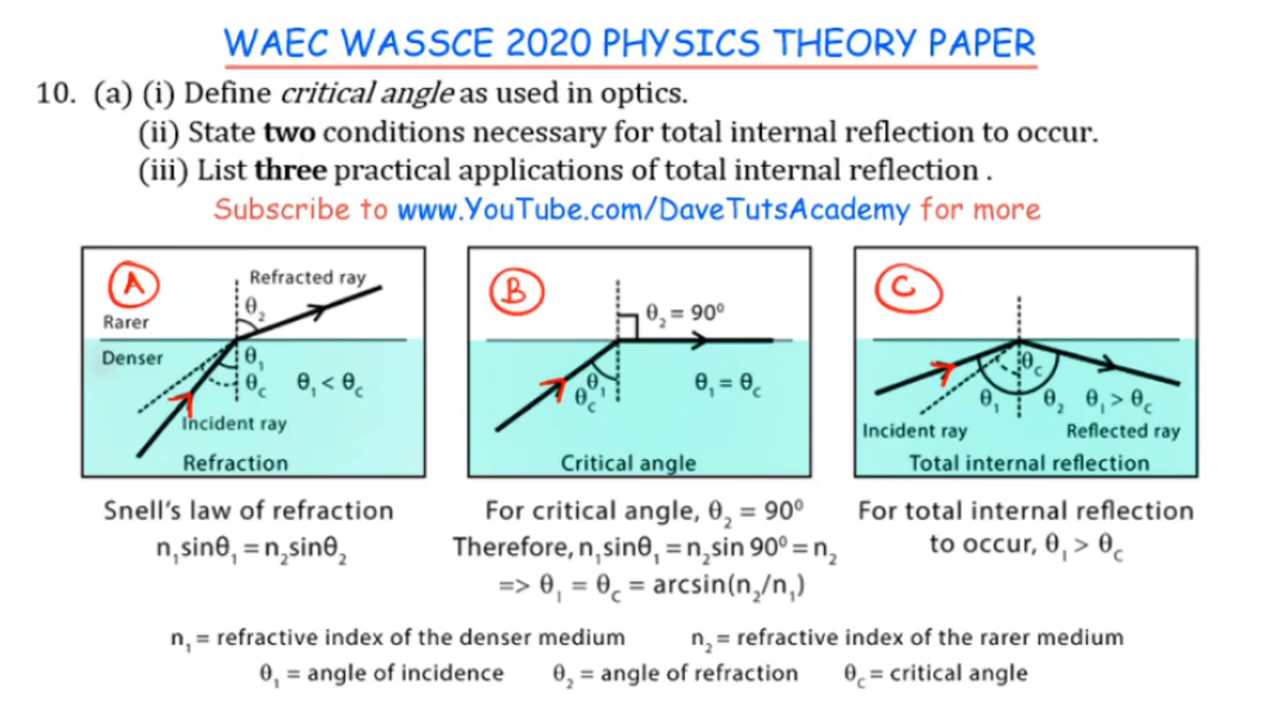 WAEC WASSCE 2020 PHYSICS THEORY PAPER
10. (a) (i) Define critical angle as used in optics.
(ii) State two conditions necessary for total internal reflection to occur.
(iii) List three practical applications of total internal reflection .
Subscribe to www.YouTube.com/DaveTutsAcademy for more
A
Refracted ray
θ₂
Rarer
Denser
θ₁
θc
θ₁ < θc
Incident ray
Refraction
B
θ₂ = 90⁰
θ₁
θc
θ₁ = θc
Critical angle
C
θc
θ₁
θ₂
θ₁ > θc
Incident ray
Reflected ray
Total internal reflection
Snell's law of refraction
n₁sinθ₁ = n₂sinθ₂
For critical angle, θ₂ = 90⁰
Therefore, n₁sinθ₁ = n₂sin 90⁰ = n₂
=> θ₁ = θc = arcsin(n₂/n₁)
For total internal reflection
to occur, θ₁ > θc
n₁ = refractive index of the denser medium n₂ = refractive index of the rarer medium
θ₁ = angle of incidence θ₂ = angle of refraction θc = critical angle